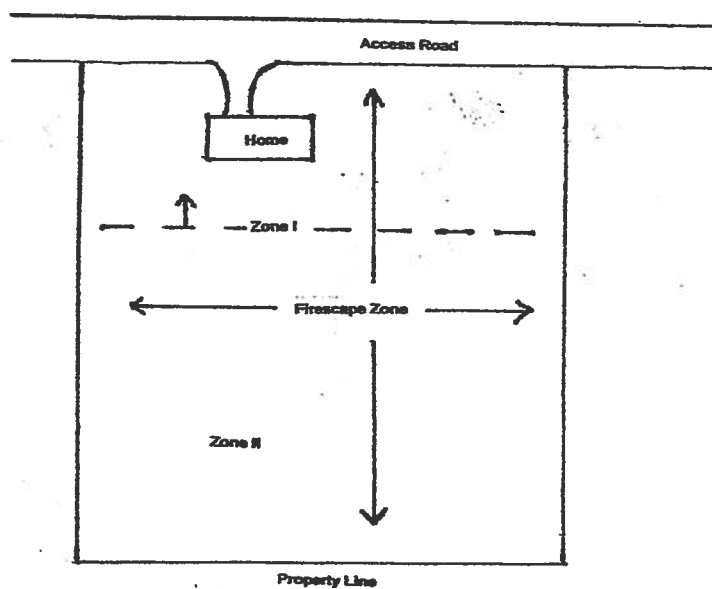 Access Road
Home
Zone I
Firescape Zone
Zone II
Property Line